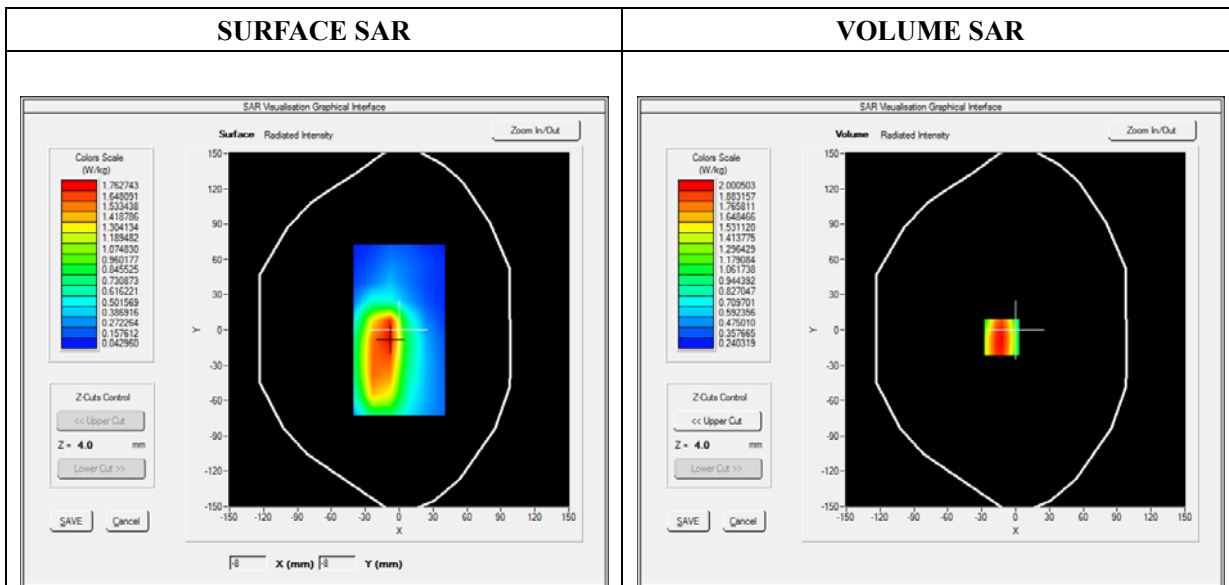 SURFACE SAR
VOLUME SAR
SAR Visualisation Graphical Interface
Surface Radiated Intensity
Zoom In/Out
Colors Scale
(W/kg)
1.762743
1.648091
1.533438
1.418786
1.304134
1.189482
1.074830
0.960177
0.845525
0.730873
0.616221
0.501569
0.386916
0.272264
0.157612
0.042960
Z-Cuts Control
<< Upper Cut
Z = 4.0 mm
Lower Cut >>
SAVE Cancel
150
120
90
60
30
0
-30
-60
-90
-120
-150
Y
-150 -120 -90 -60 -30 0 30 60 90 120 150
X
-8 X (mm) -8 Y (mm)
SAR Visualisation Graphical Interface
Volume Radiated Intensity
Zoom In/Out
Colors Scale
(W/kg)
2.000503
1.883157
1.765811
1.648466
1.531120
1.413775
1.296429
1.179084
1.061738
0.944392
0.827047
0.709701
0.592356
0.475010
0.357665
0.240319
Z-Cuts Control
<< Upper Cut
Z = 4.0 mm
Lower Cut >>
SAVE Cancel
150
120
90
60
30
0
-30
-60
-90
-120
-150
Y
-150 -120 -90 -60 -30 0 30 60 90 120 150
X